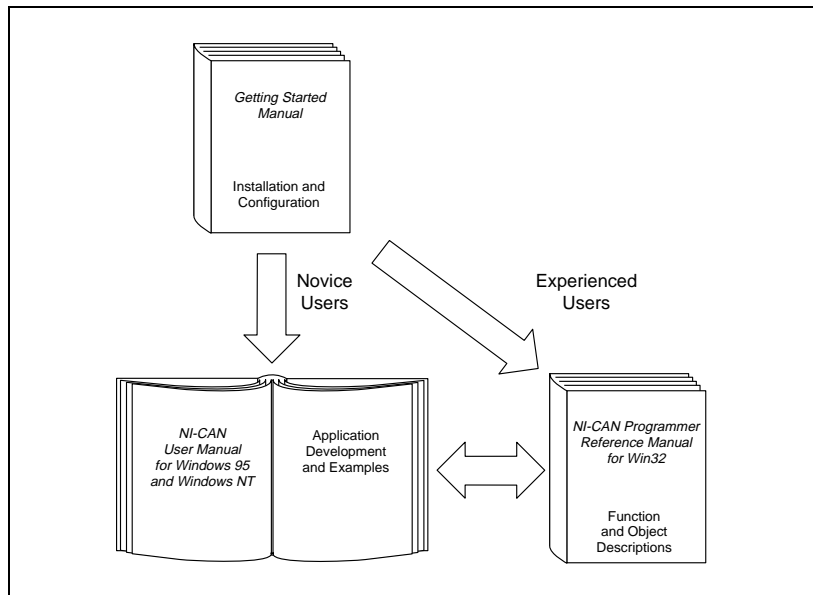 Getting Started
Manual
Installation and
Configuration
Novice
Users
Experienced
Users
NI-CAN
User Manual
for Windows 95
and Windows NT
Application
Development
and Examples
NI-CAN Programmer
Reference Manual
for Win32
Function
and Object
Descriptions